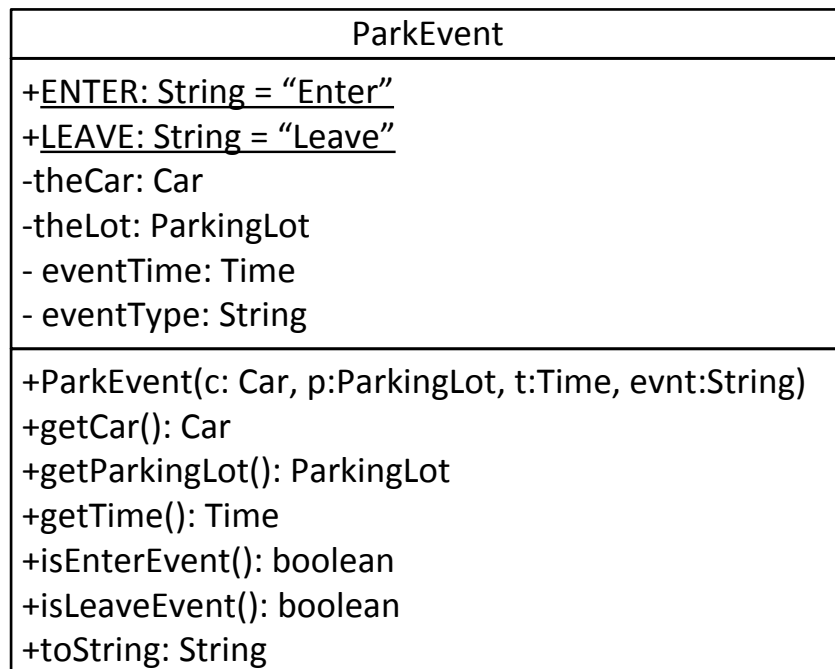 ParkEvent
+ENTER: String = “Enter”
+LEAVE: String = “Leave”
-theCar: Car
-theLot: ParkingLot
- eventTime: Time
- eventType: String
+ParkEvent(c: Car, p:ParkingLot, t:Time, evnt:String)
+getCar(): Car
+getParkingLot(): ParkingLot
+getTime(): Time
+isEnterEvent(): boolean
+isLeaveEvent(): boolean
+toString: String